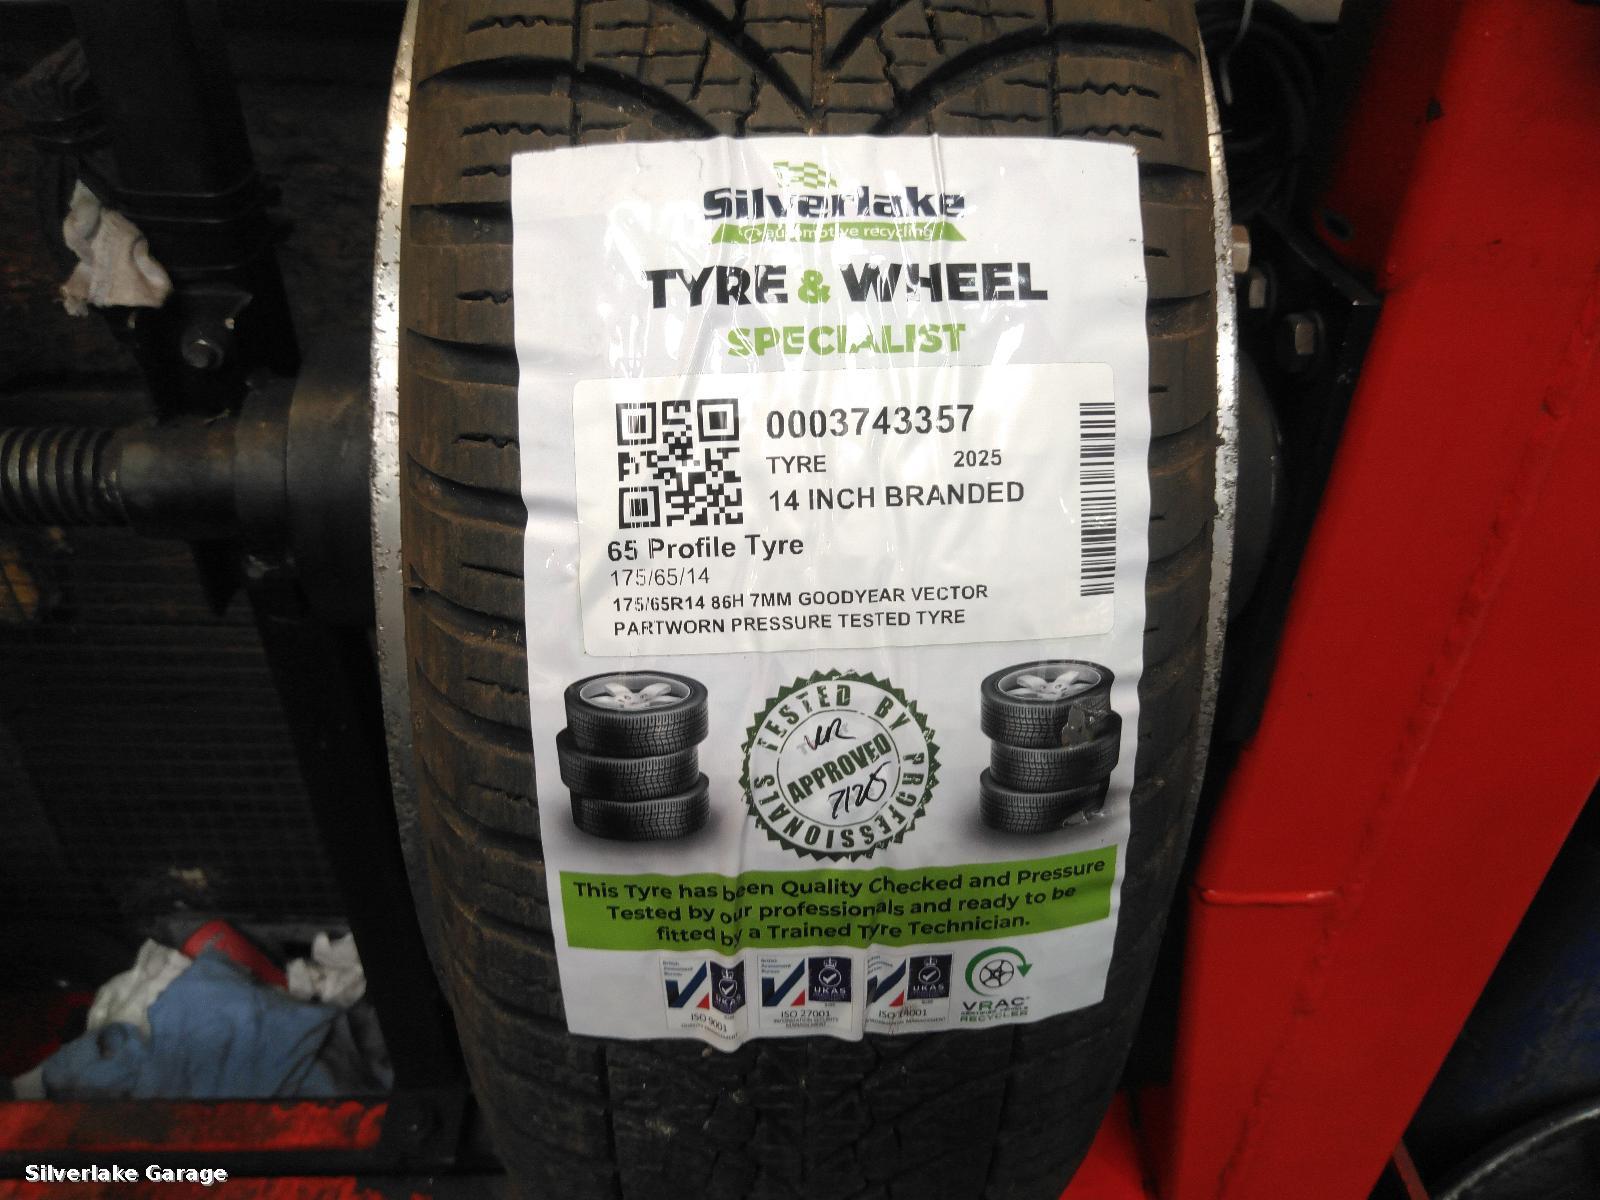 Silverlake
automotive recycling
TYRE & WHEEL
SPECIALIST
0003743357
TYRE 2025
14 INCH BRANDED
65 Profile Tyre
175/65/14
175/65R14 86H 7MM GOODYEAR VECTOR
PARTWORN PRESSURE TESTED TYRE
TESTED BY PROFESSIONALS
APPROVED
This Tyre has been Quality Checked and Pressure
Tested by our professionals and ready to be
fitted by a Trained Tyre Technician.
UKAS
UKAS
UKAS
ISO 9001
ISO 27001
ISO 14001
VRAC
RECYCLER
Silverlake Garage